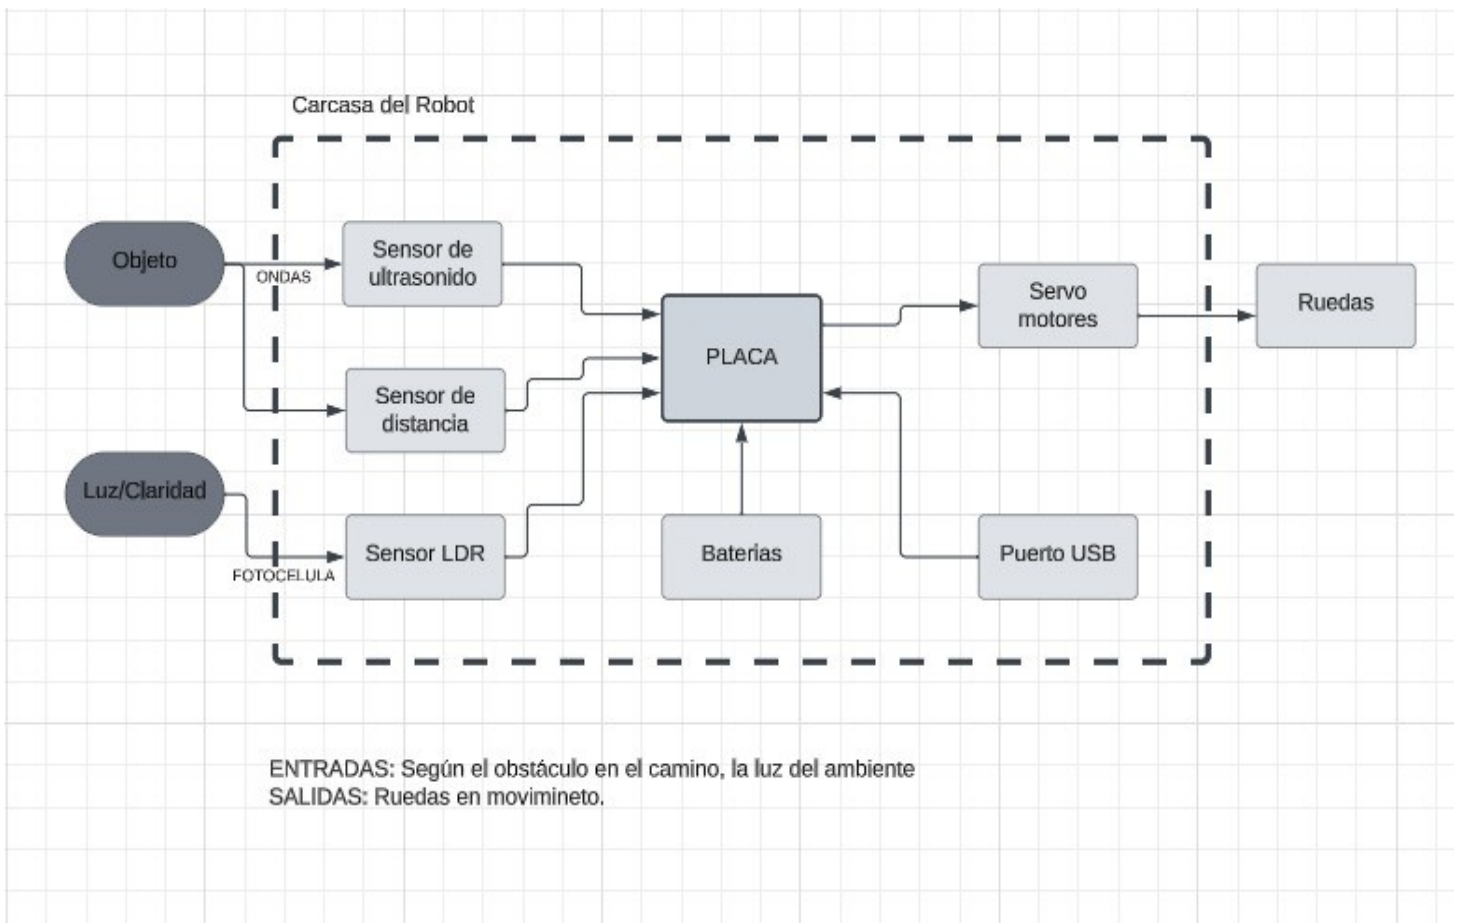 Carcasa del Robot
Objeto
ONDAS
Sensor de
ultrasonido
Servo
motores
Ruedas
PLACA
Sensor de
distancia
Luz/Claridad
FOTOCELULA
Sensor LDR
Baterias
Puerto USB
ENTRADAS: Según el obstáculo en el camino, la luz del ambiente
SALIDAS: Ruedas en movimineto.